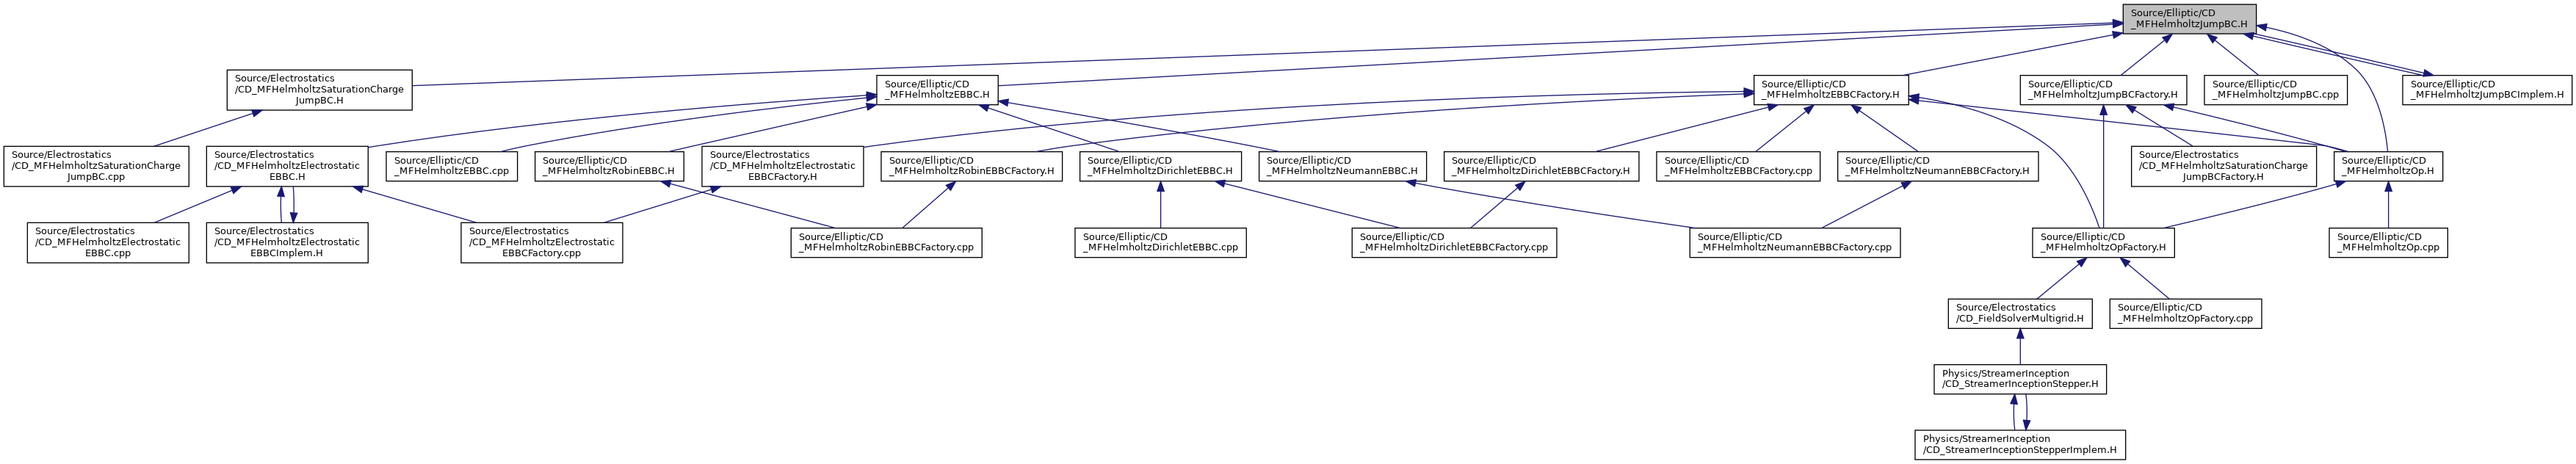 Source/Elliptic/CD
_MFHelmholtzJumpBC.H
Source/Electrostatics
/CD_MFHelmholtzSaturationCharge
JumpBC.H
Source/Elliptic/CD
_MFHelmholtzEBBC.H
Source/Elliptic/CD
_MFHelmholtzEBBCFactory.H
Source/Elliptic/CD
_MFHelmholtzJumpBCFactory.H
Source/Elliptic/CD
_MFHelmholtzJumpBC.cpp
Source/Elliptic/CD
_MFHelmholtzJumpBCImplem.H
Source/Electrostatics
/CD_MFHelmholtzSaturationCharge
JumpBC.cpp
Source/Electrostatics
/CD_MFHelmholtzElectrostatic
EBBC.H
Source/Elliptic/CD
_MFHelmholtzEBBC.cpp
Source/Elliptic/CD
_MFHelmholtzRobinEBBC.H
Source/Electrostatics
/CD_MFHelmholtzElectrostatic
EBBCFactory.H
Source/Elliptic/CD
_MFHelmholtzRobinEBBCFactory.H
Source/Elliptic/CD
_MFHelmholtzDirichletEBBC.H
Source/Elliptic/CD
_MFHelmholtzNeumannEBBC.H
Source/Elliptic/CD
_MFHelmholtzDirichletEBBCFactory.H
Source/Elliptic/CD
_MFHelmholtzEBBCFactory.cpp
Source/Elliptic/CD
_MFHelmholtzNeumannEBBCFactory.H
Source/Electrostatics
/CD_MFHelmholtzSaturationCharge
JumpBCFactory.H
Source/Elliptic/CD
_MFHelmholtzOp.H
Source/Electrostatics
/CD_MFHelmholtzElectrostatic
EBBC.cpp
Source/Electrostatics
/CD_MFHelmholtzElectrostatic
EBBCImplem.H
Source/Electrostatics
/CD_MFHelmholtzElectrostatic
EBBCFactory.cpp
Source/Elliptic/CD
_MFHelmholtzRobinEBBCFactory.cpp
Source/Elliptic/CD
_MFHelmholtzDirichletEBBC.cpp
Source/Elliptic/CD
_MFHelmholtzDirichletEBBCFactory.cpp
Source/Elliptic/CD
_MFHelmholtzNeumannEBBCFactory.cpp
Source/Elliptic/CD
_MFHelmholtzOpFactory.H
Source/Elliptic/CD
_MFHelmholtzOp.cpp
Source/Electrostatics
/CD_FieldSolverMultigrid.H
Source/Elliptic/CD
_MFHelmholtzOpFactory.cpp
Physics/StreamerInception
/CD_StreamerInceptionStepper.H
Physics/StreamerInception
/CD_StreamerInceptionStepperImplem.H